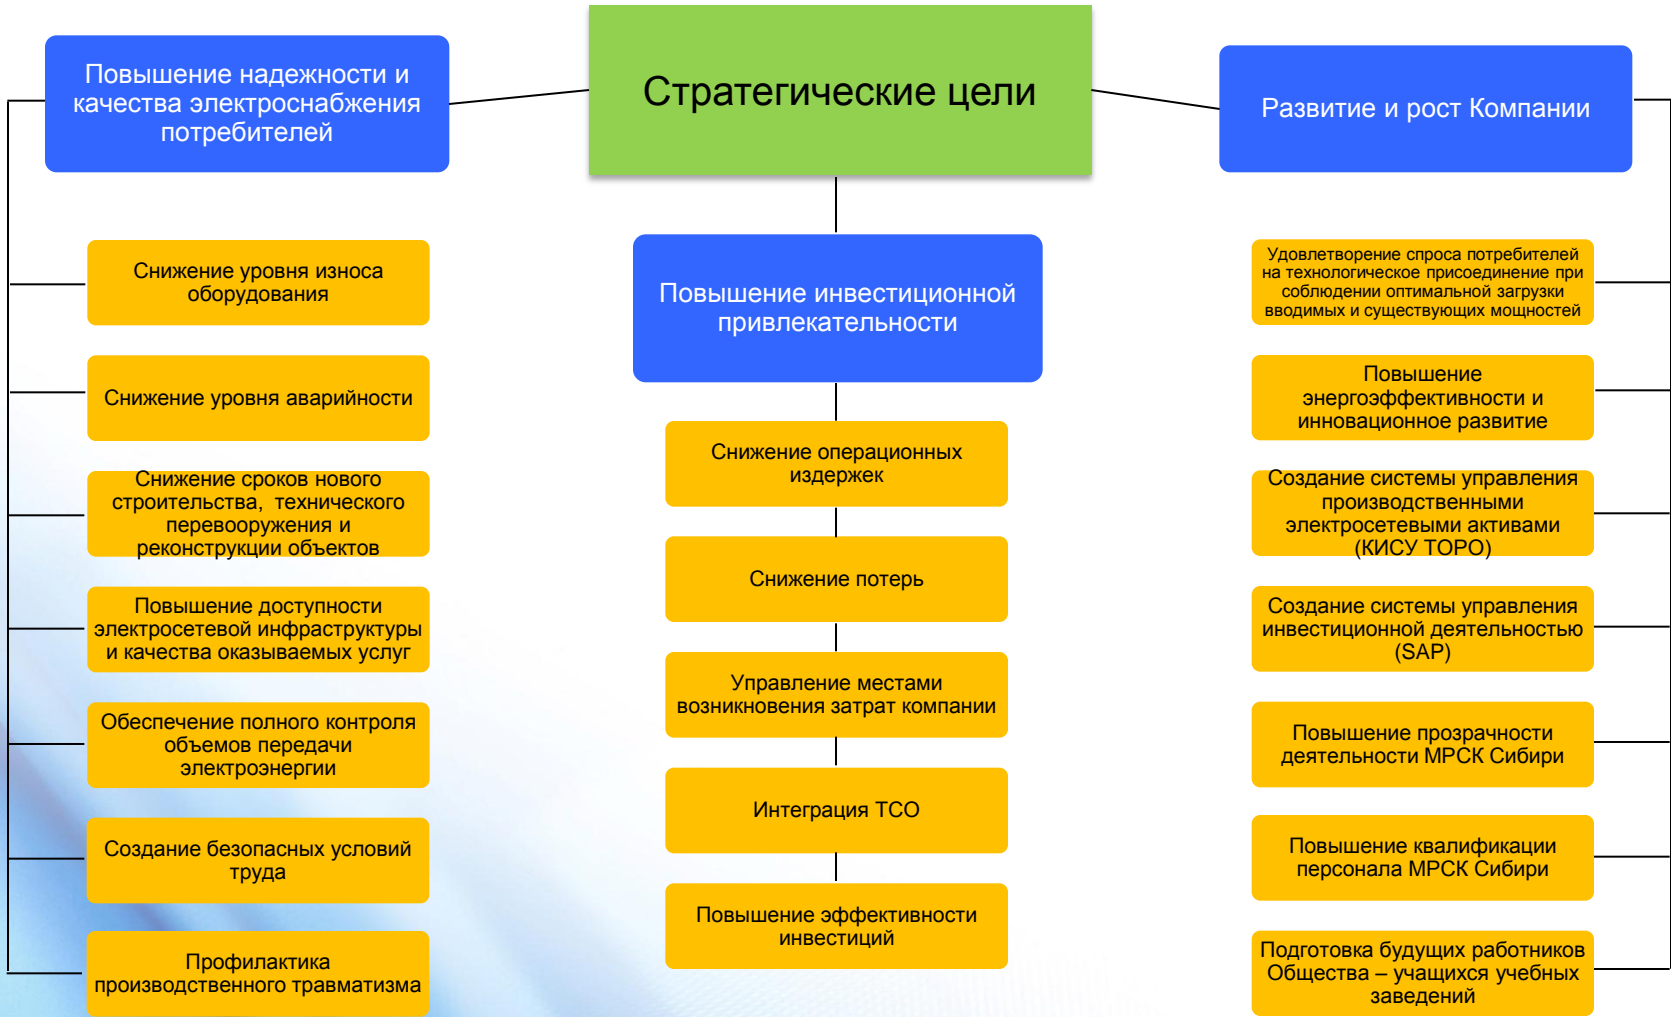 Стратегические цели
Повышение надежности и
качества электроснабжения
потребителей
Снижение уровня износа
оборудования
Снижение уровня аварийности
Снижение сроков нового
строительства, технического
перевооружения и
реконструкции объектов
Повышение доступности
электросетевой инфраструктуры
и качества оказываемых услуг
Обеспечение полного контроля
объемов передачи
электроэнергии
Создание безопасных условий
труда
Профилактика
производственного травматизма
Повышение инвестиционной
привлекательности
Снижение операционных
издержек
Снижение потерь
Управление местами
возникновения затрат компании
Интеграция ТСО
Повышение эффективности
инвестиций
Развитие и рост Компании
Удовлетворение спроса потребителей
на технологическое присоединение при
соблюдении оптимальной загрузки
вводимых и существующих мощностей
Повышение
энергоэффективности и
инновационное развитие
Создание системы управления
производственными
электросетевыми активами
(КИСУ ТОРО)
Создание системы управления
инвестиционной деятельностью
(SAP)
Повышение прозрачности
деятельности МРСК Сибири
Повышение квалификации
персонала МРСК Сибири
Подготовка будущих работников
Общества – учащихся учебных
заведений